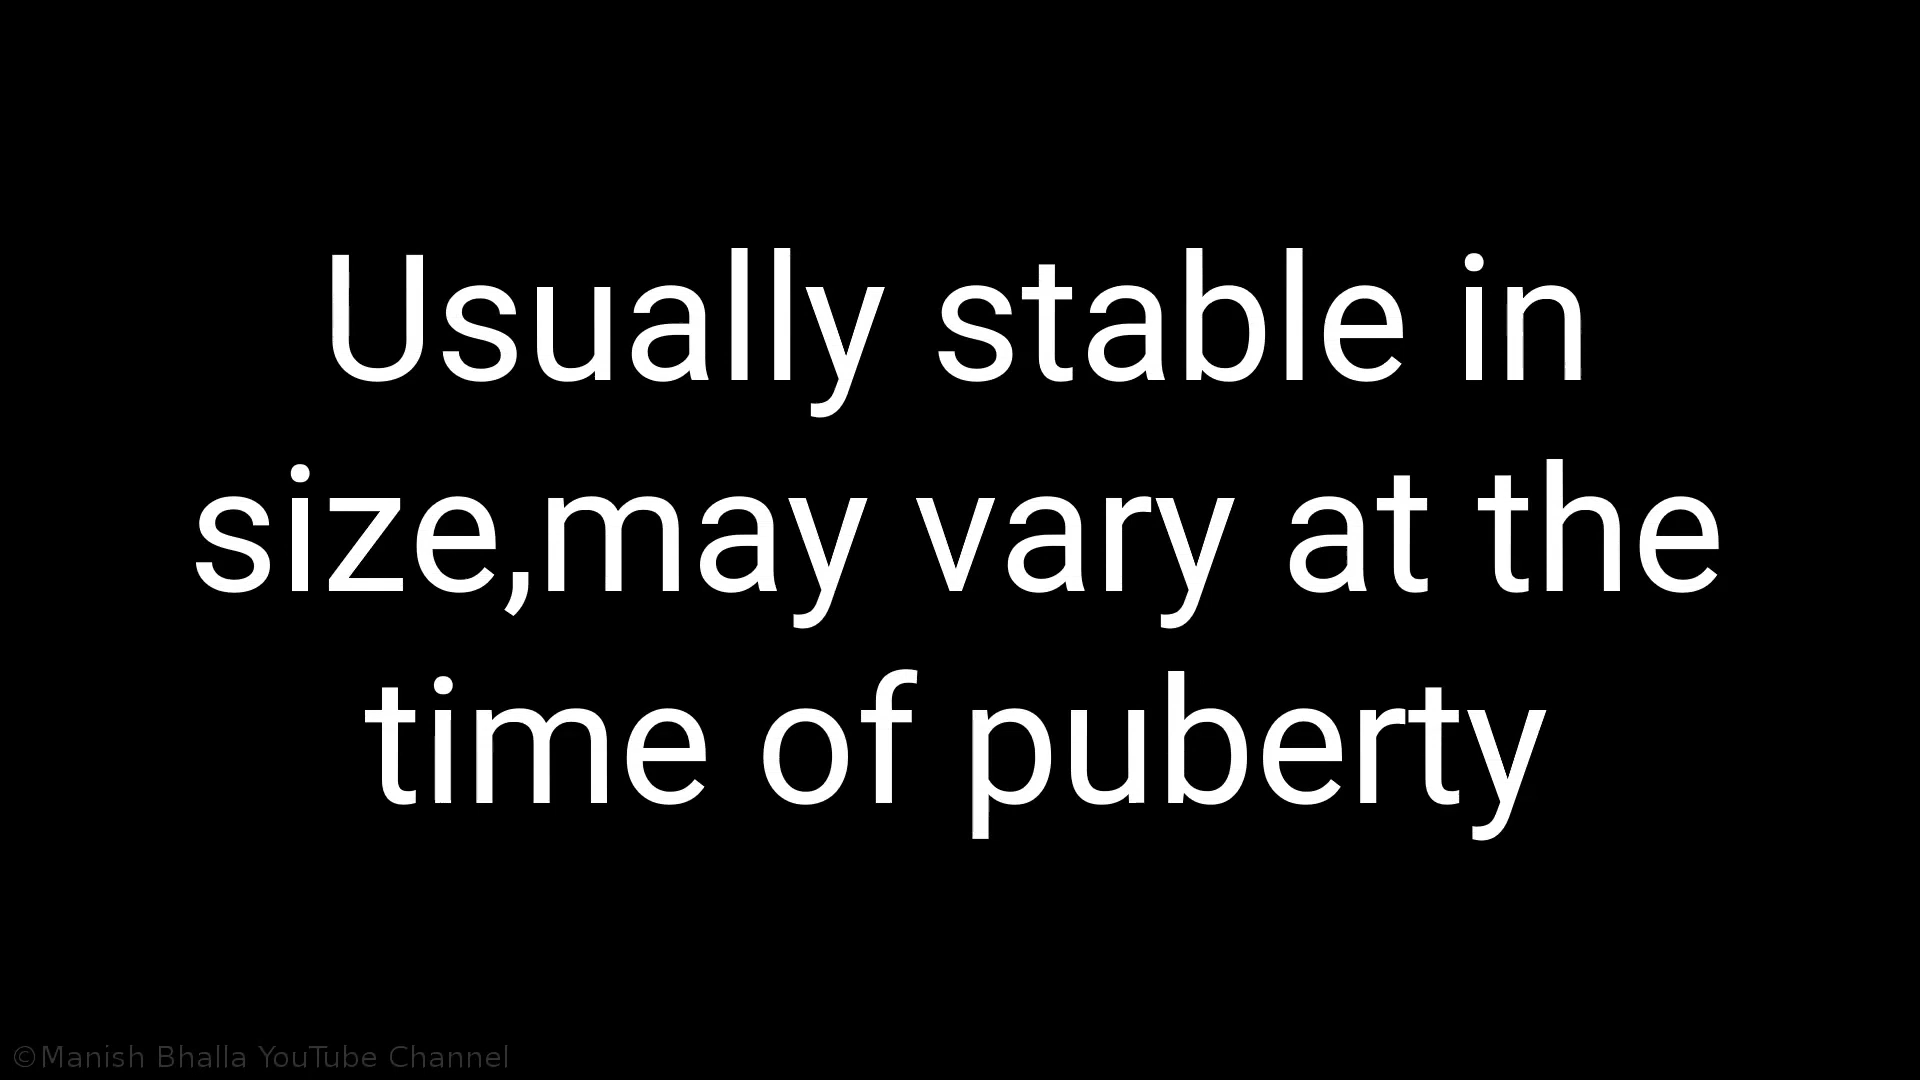 Usually stable in
size,may vary at the
time of puberty
©Manish Bhalla YouTube Channel